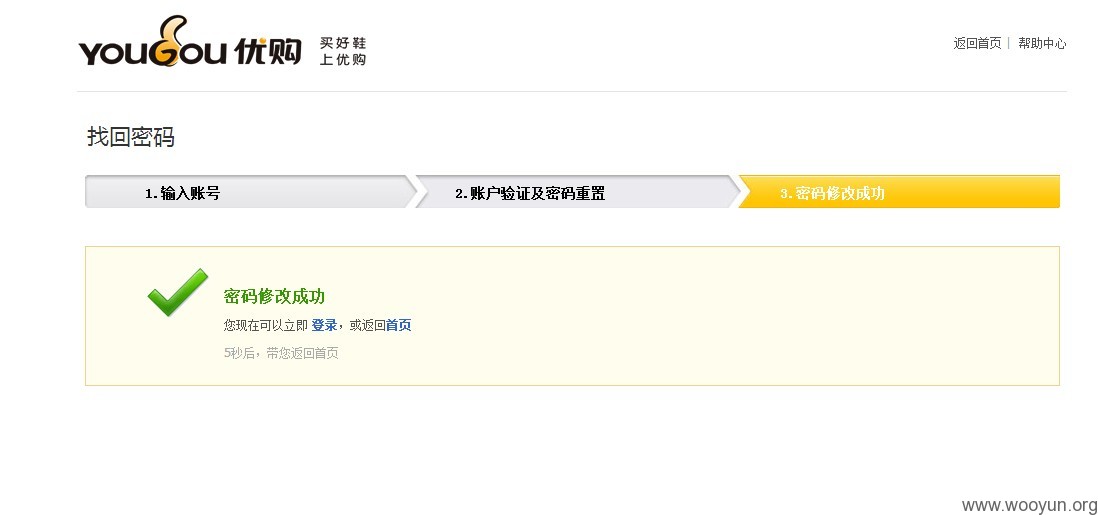 YOUGOU 优购 买好鞋
上优购
返回首页 | 帮助中心
找回密码
1.输入账号
2.账户验证及密码重置
3.密码修改成功
密码修改成功
您现在可以立即 登录，或返回首页
5秒后，带您返回首页
www.wooyun.org